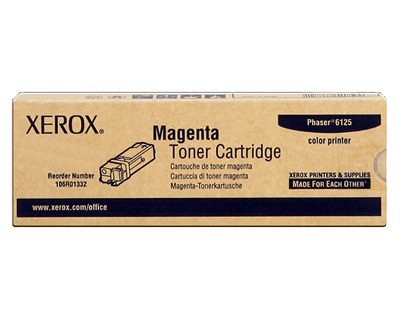 XEROX®
Reorder Number
106R01332
www.xerox.com/office
Magenta
Toner Cartridge
Cartouche de toner magenta
Cartuccia di toner magenta
Magenta-Tonerkartusche
Phaser® 6125
color printer
XEROX PRINTERS & SUPPLIES
MADE FOR EACH OTHER™